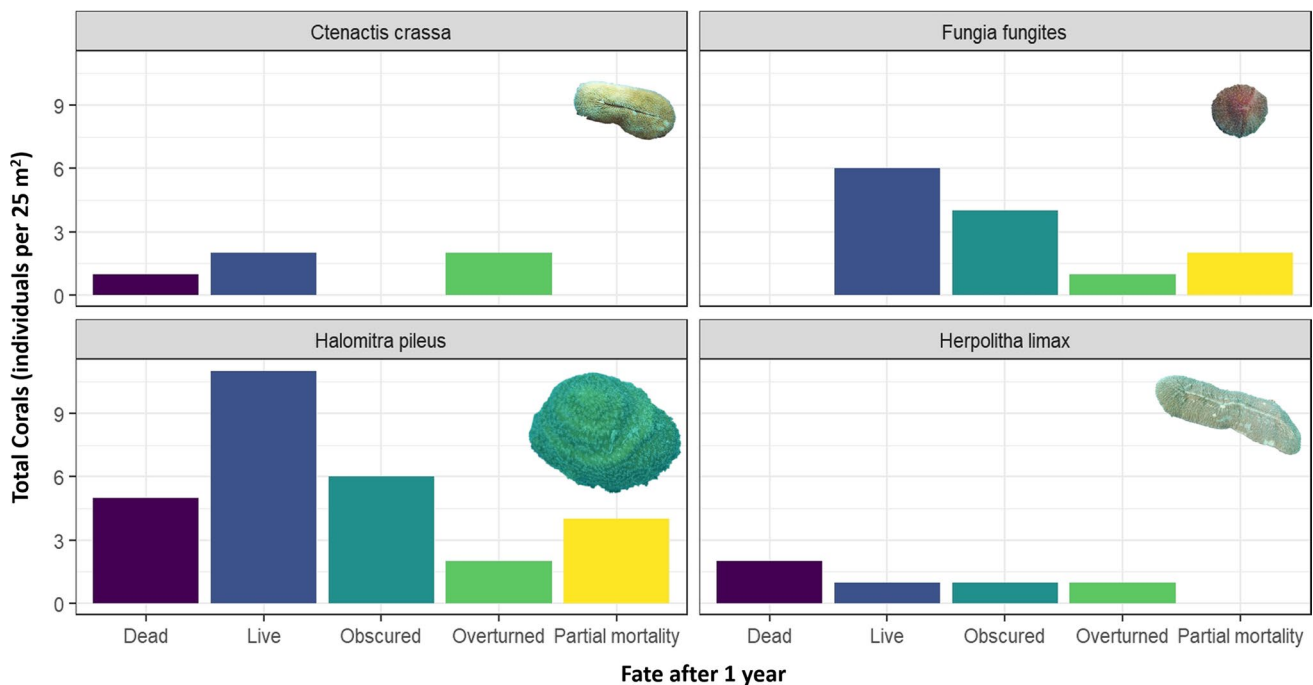 Ctenactis crassa
Fungia fungites
9
6
3
0
Halomitra pileus
Herpolitha limax
9
6
3
0
Total Corals (individuals per 25 m²)
Dead Live Obscured Overturned Partial mortality
Dead Live Obscured Overturned Partial mortality
Fate after 1 year